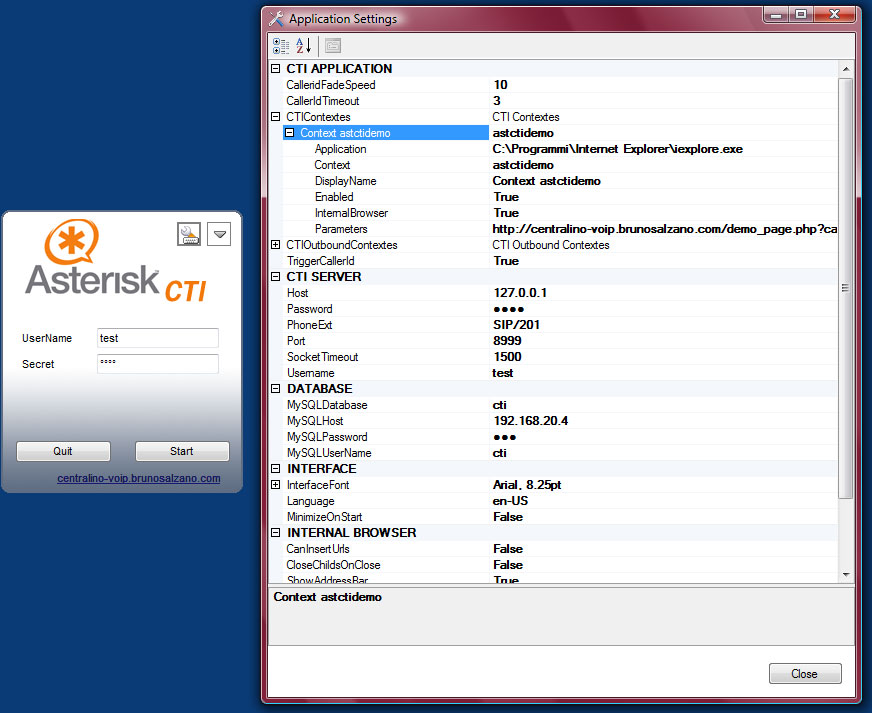 Asterisk CTI
UserName test
Secret ****
Quit Start
centralino-voip.brunosalzano.com
Application Settings
CTI APPLICATION
CalleridFadeSpeed 10
CallerIdTimeout 3
CTIContextes CTI Contextes
Context astctidemo astctidemo
Application C:\Programmi\Internet Explorer\iexplore.exe
Context astctidemo
DisplayName Context astctidemo
Enabled True
InternalBrowser True
Parameters http://centralino-voip.brunosalzano.com/demo_page.php?ca
CTIOutboundContextes CTI Outbound Contextes
TriggerCallerId True
CTI SERVER
Host 127.0.0.1
Password ●●●●
PhoneExt SIP/201
Port 8999
SocketTimeout 1500
Username test
DATABASE
MySQLDatabase cti
MySQLHost 192.168.20.4
MySQLPassword ●●●
MySQLUserName cti
INTERFACE
InterfaceFont Arial, 8.25pt
Language en-US
MinimizeOnStart False
INTERNAL BROWSER
CanInsertUrls False
CloseChildsOnClose False
ShowAddressBar True
Context astctidemo
Close